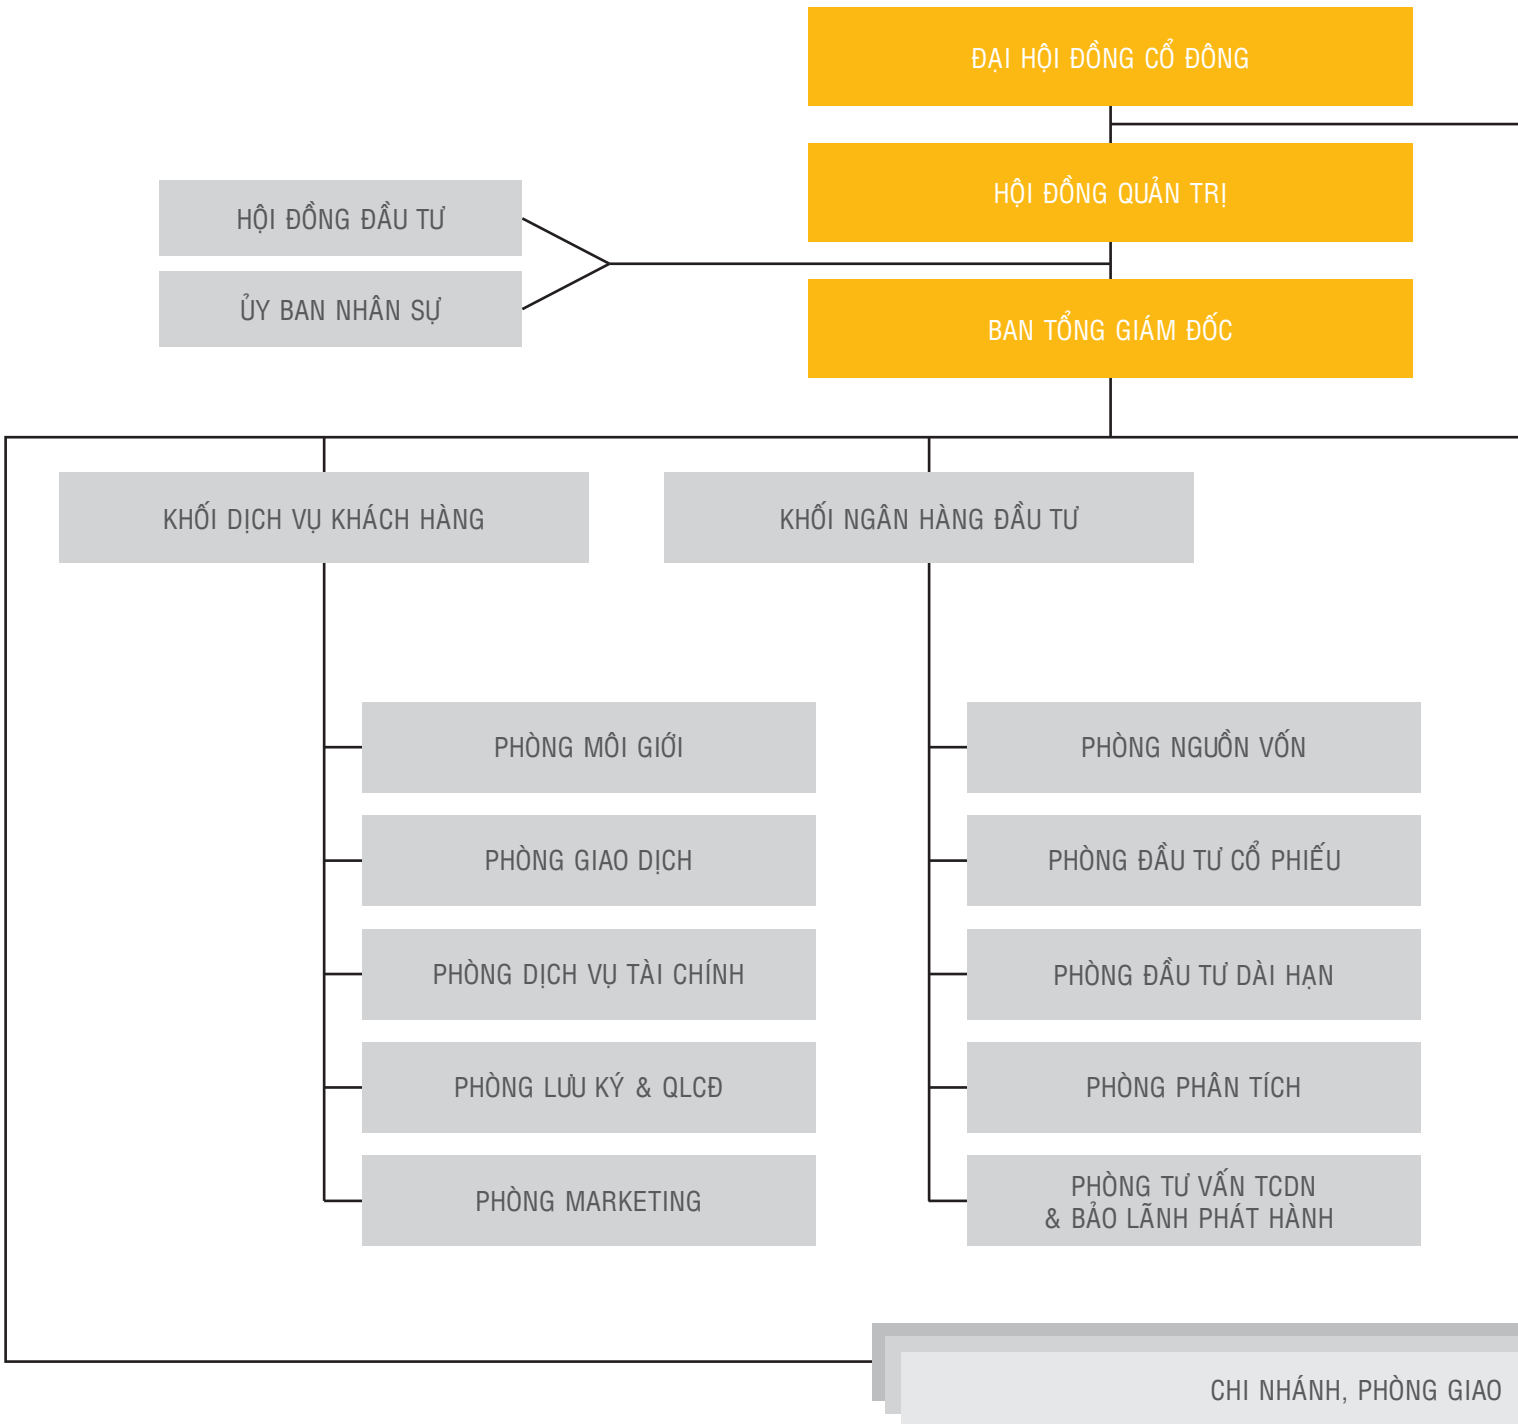 ĐẠI HỘI ĐỒNG CỔ ĐÔNG
HỘI ĐỒNG QUẢN TRỊ
HỘI ĐỒNG ĐẦU TƯ
ỦY BAN NHÂN SỰ
BAN TỔNG GIÁM ĐỐC
KHỐI DỊCH VỤ KHÁCH HÀNG
KHỐI NGÂN HÀNG ĐẦU TƯ
PHÒNG MÔI GIỚI
PHÒNG GIAO DỊCH
PHÒNG DỊCH VỤ TÀI CHÍNH
PHÒNG LƯU KÝ & QLCĐ
PHÒNG MARKETING
PHÒNG NGUỒN VỐN
PHÒNG ĐẦU TƯ CỔ PHIẾU
PHÒNG ĐẦU TƯ DÀI HẠN
PHÒNG PHÂN TÍCH
PHÒNG TƯ VẤN TCDN
& BẢO LÃNH PHÁT HÀNH
CHI NHÁNH, PHÒNG GIAO